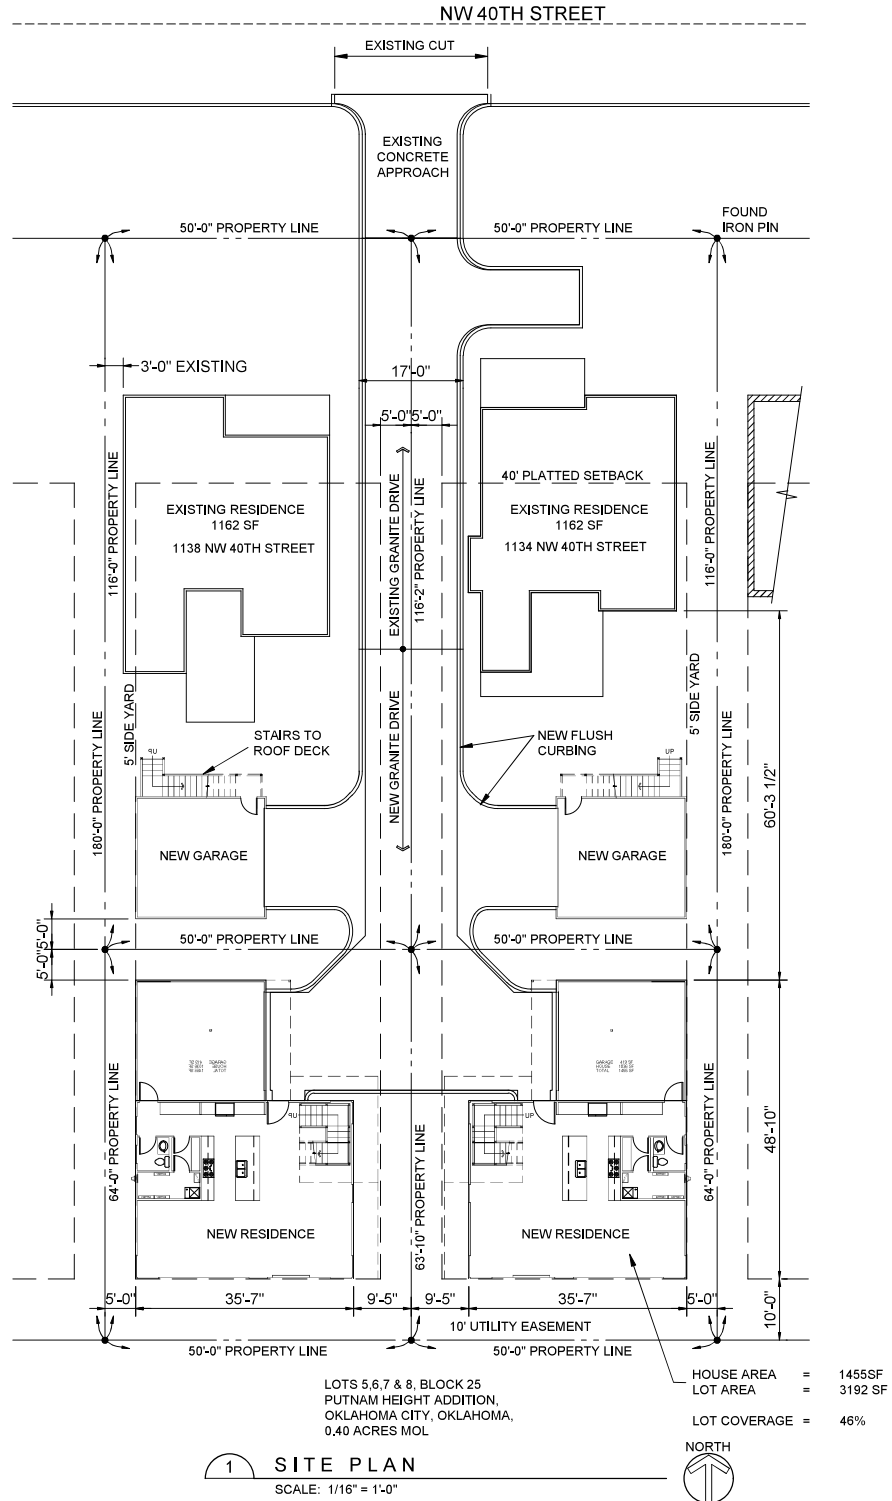 NW 40TH STREET
EXISTING CUT
EXISTING
CONCRETE
APPROACH
50'-0" PROPERTY LINE
50'-0" PROPERTY LINE
FOUND
IRON PIN
3'-0" EXISTING
17'-0"
5'-0"
5'-0"
116'-0" PROPERTY LINE
EXISTING RESIDENCE
1162 SF
1138 NW 40TH STREET
EXISTING GRANITE DRIVE
116'-2" PROPERTY LINE
40' PLATTED SETBACK
EXISTING RESIDENCE
1162 SF
1134 NW 40TH STREET
116'-0" PROPERTY LINE
5' SIDE YARD
5' SIDE YARD
180'-0" PROPERTY LINE
STAIRS TO
ROOF DECK
NEW GRANITE DRIVE
NEW FLUSH
CURBING
180'-0" PROPERTY LINE
60'-3 1/2"
UP
UP
NEW GARAGE
NEW GARAGE
5'-0"
5'-0"
50'-0" PROPERTY LINE
50'-0" PROPERTY LINE
GARAGE 419 SF
HOUSE 1036 SF
TOTAL 1455 SF
64'-0" PROPERTY LINE
UP
UP
63'-10" PROPERTY LINE
64'-0" PROPERTY LINE
48'-10"
NEW RESIDENCE
NEW RESIDENCE
5'-0"
35'-7"
9'-5"
9'-5"
35'-7"
5'-0"
10'-0"
10' UTILITY EASEMENT
50'-0" PROPERTY LINE
50'-0" PROPERTY LINE
HOUSE AREA = 1455SF
LOT AREA = 3192 SF
LOT COVERAGE = 46%
LOTS 5,6,7 & 8, BLOCK 25
PUTNAM HEIGHT ADDITION,
OKLAHOMA CITY, OKLAHOMA,
0.40 ACRES MOL
NORTH
1 SITE PLAN
SCALE: 1/16" = 1'-0"